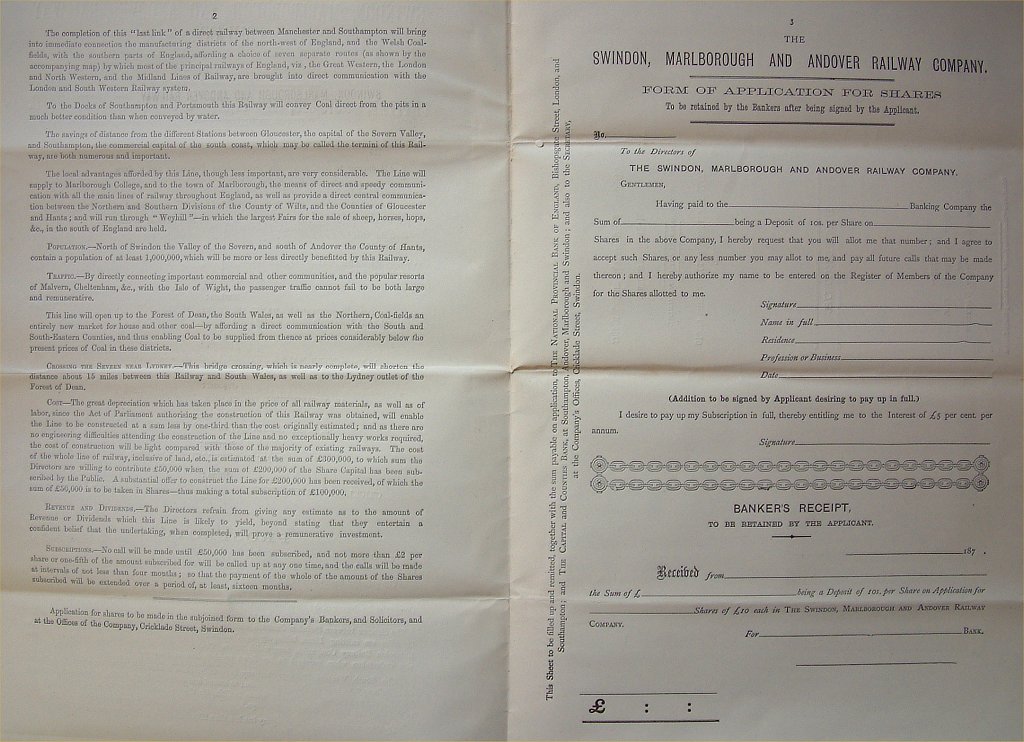 2
The completion of this "last link" of a direct railway between Manchester and Southampton will bring
into immediate connection the manufacturing districts of the north-west of England, and the Welsh Coal-
fields, with the southern parts of England, affording a choice of seven separate routes (as shown by the
accompanying map) by which most of the principal railways of England, viz, the Great Western, the London
and North Western, and the Midland Lines of Railway, are brought into direct communication with the
London and South Western Railway system.
To the Docks of Southampton and Portsmouth this Railway will convey Coal direct from the pits in a
much better condition than when conveyed by water.
The savings of distance from the different Stations between Gloucester, the capital of the Severn Valley,
and Southampton, the commercial capital of the south coast, which may be called the termini of this Rail-
way, are both numerous and important.
The local advantages afforded by this Line, though less important, are very considerable. The Line will
supply to Marlborough College, and to the town of Marlborough, the means of direct and speedy communi-
cation with all the main lines of railway throughout England, as well as provide a direct central communica-
tion between the Northern and Southern Divisions of the County of Wilts, and the Counties of Gloucester
and Hants; and will run through "Weyhill"—in which the largest Fairs for the sale of sheep, horses, hops,
&c., in the south of England are held.
POPULATION.—North of Swindon the Valley of the Severn, and south of Andover the County of Hants,
contain a population of at least 1,000,000, which will be more or less directly benefitted by this Railway.
TRAFFIC.—By directly connecting important commercial and other communities, and the popular resorts
of Malvern, Cheltenham, &c., with the Isle of Wight, the passenger traffic cannot fail to be both large
and remunerative.
This line will open up to the Forest of Dean, the South Wales, as well as the Northern, Coal-fields an
entirely new market for house and other coal—by affording a direct communication with the South and
South-Eastern Counties, and thus enabling Coal to be supplied from thence at prices considerably below the
present prices of Coal in these districts.
CROSSING THE SEVERN NEAR LYDNEY.—This bridge crossing, which is nearly complete, will shorten the
distance about 15 miles between this Railway and South Wales, as well as to the Lydney outlet of the
Forest of Dean.
COST—The great depreciation which has taken place in the price of all railway materials, as well as of
labor, since the Act of Parliament authorising the construction of this Railway was obtained, will enable
the Line to be constructed at a sum less by one-third than the cost originally estimated; and as there are
no engineering difficulties attending the construction of the Line and no exceptionally heavy works required,
the cost of construction will be light compared with those of the majority of existing railways. The cost
of the whole line of railway, inclusive of land, etc., is estimated at the sum of £300,000, to which sum the
Directors are willing to contribute £50,000 when the sum of £200,000 of the Share Capital has been sub-
scribed by the Public. A substantial offer to construct the Line for £200,000 has been received, of which the
sum of £50,000 is to be taken in Shares—thus making a total subscription of £100,000.
REVENUE AND DIVIDENDS,—The Directors refrain from giving any estimate as to the amount of
Revenue or Dividends which this Line is likely to yield, beyond stating that they entertain a
confident belief that the undertaking, when completed, will prove a remunerative investment.
SUBSCRIPTIONS.—No call will be made until £50,000 has been subscribed, and not more than £2 per
share or one-fifth of the amount subscribed for will be called up at any one time, and the calls will be made
at intervals of not less than four months; so that the payment of the whole of the amount of the Shares
subscribed will be extended over a period of, at least, sixteen months.
Application for shares to be made in the subjoined form to the Company's Bankers, and Solicitors, and
at the Offices of the Company, Cricklade Street, Swindon.
This Sheet to be filled up and remitted, together with the sum payable on application, to THE NATIONAL PROVINCIAL BANK OF ENGLAND, Bishopsgate Street, London, and
Southampton; and THE CAPITAL AND COUNTIES BANK, at Southampton, Andover, Marlborough and Swindon; and also to the SECRETARY,
at the Company's Offices, Cricklade Street, Swindon.
3
THE
SWINDON, MARLBOROUGH AND ANDOVER RAILWAY COMPANY.
FORM OF APPLICATION FOR SHARES
To be retained by the Bankers after being signed by the Applicant.
No.
To the Directors of
THE SWINDON, MARLBOROUGH AND ANDOVER RAILWAY COMPANY.
GENTLEMEN,
Having paid to the Banking Company the
Sum of being a Deposit of 10s. per Share on
Shares in the above Company, I hereby request that you will allot me that number; and I agree to
accept such Shares, or any less number you may allot to me, and pay all future calls that may be made
thereon; and I hereby authorize my name to be entered on the Register of Members of the Company
for the Shares allotted to me.
Signature
Name in full
Residence
Profession or Business
Date
(Addition to be signed by Applicant desiring to pay up in full.)
I desire to pay up my Subscription in full, thereby entitling me to the Interest of £5 per cent. per
annum.
Signature
BANKER'S RECEIPT,
TO BE RETAINED BY THE APPLICANT.
187 .
Received from
the Sum of £ being a Deposit of 10s. per Share on Application for
Shares of £10 each in THE SWINDON, MARLBOROUGH AND ANDOVER RAILWAY
COMPANY.
For BANK.
£ : :